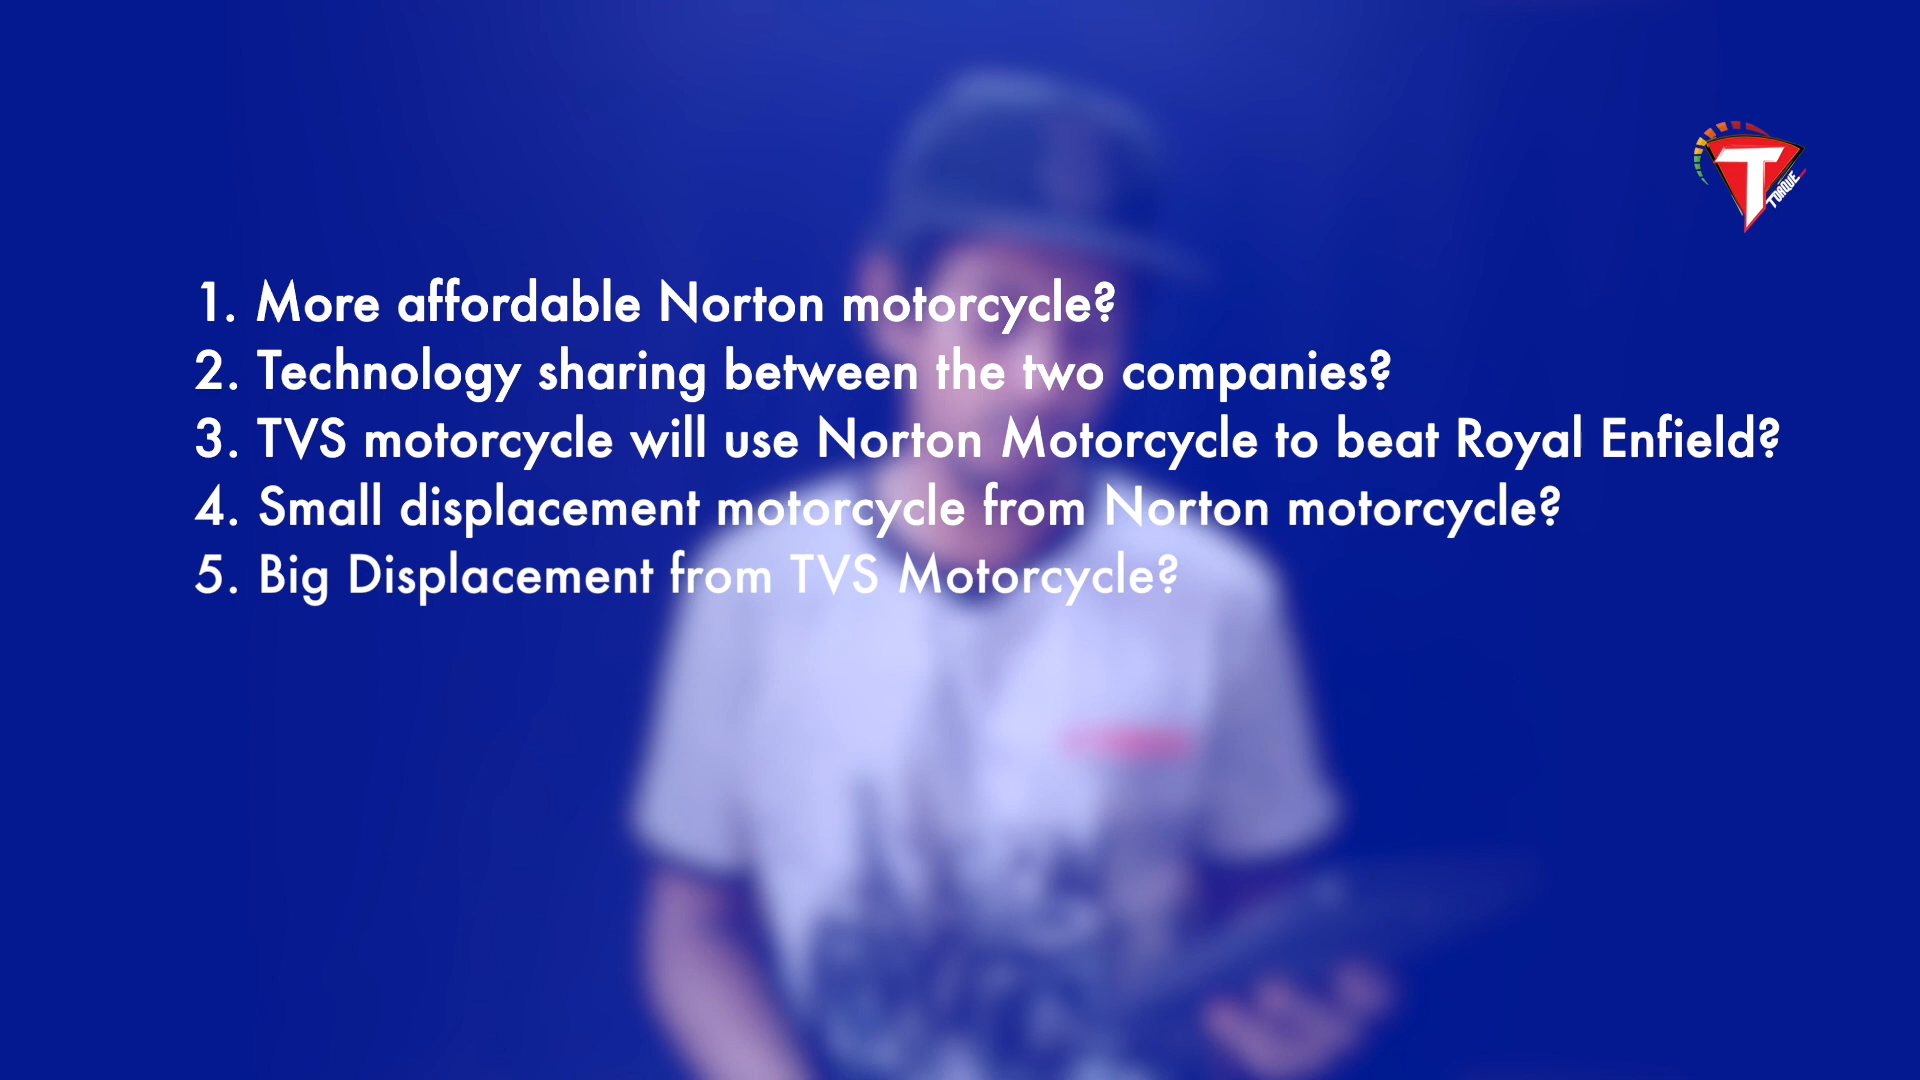 T
TORQUE
1. More affordable Norton motorcycle?
2. Technology sharing between the two companies?
3. TVS motorcycle will use Norton Motorcycle to beat Royal Enfield?
4. Small displacement motorcycle from Norton motorcycle?
5. Big Displacement from TVS Motorcycle?